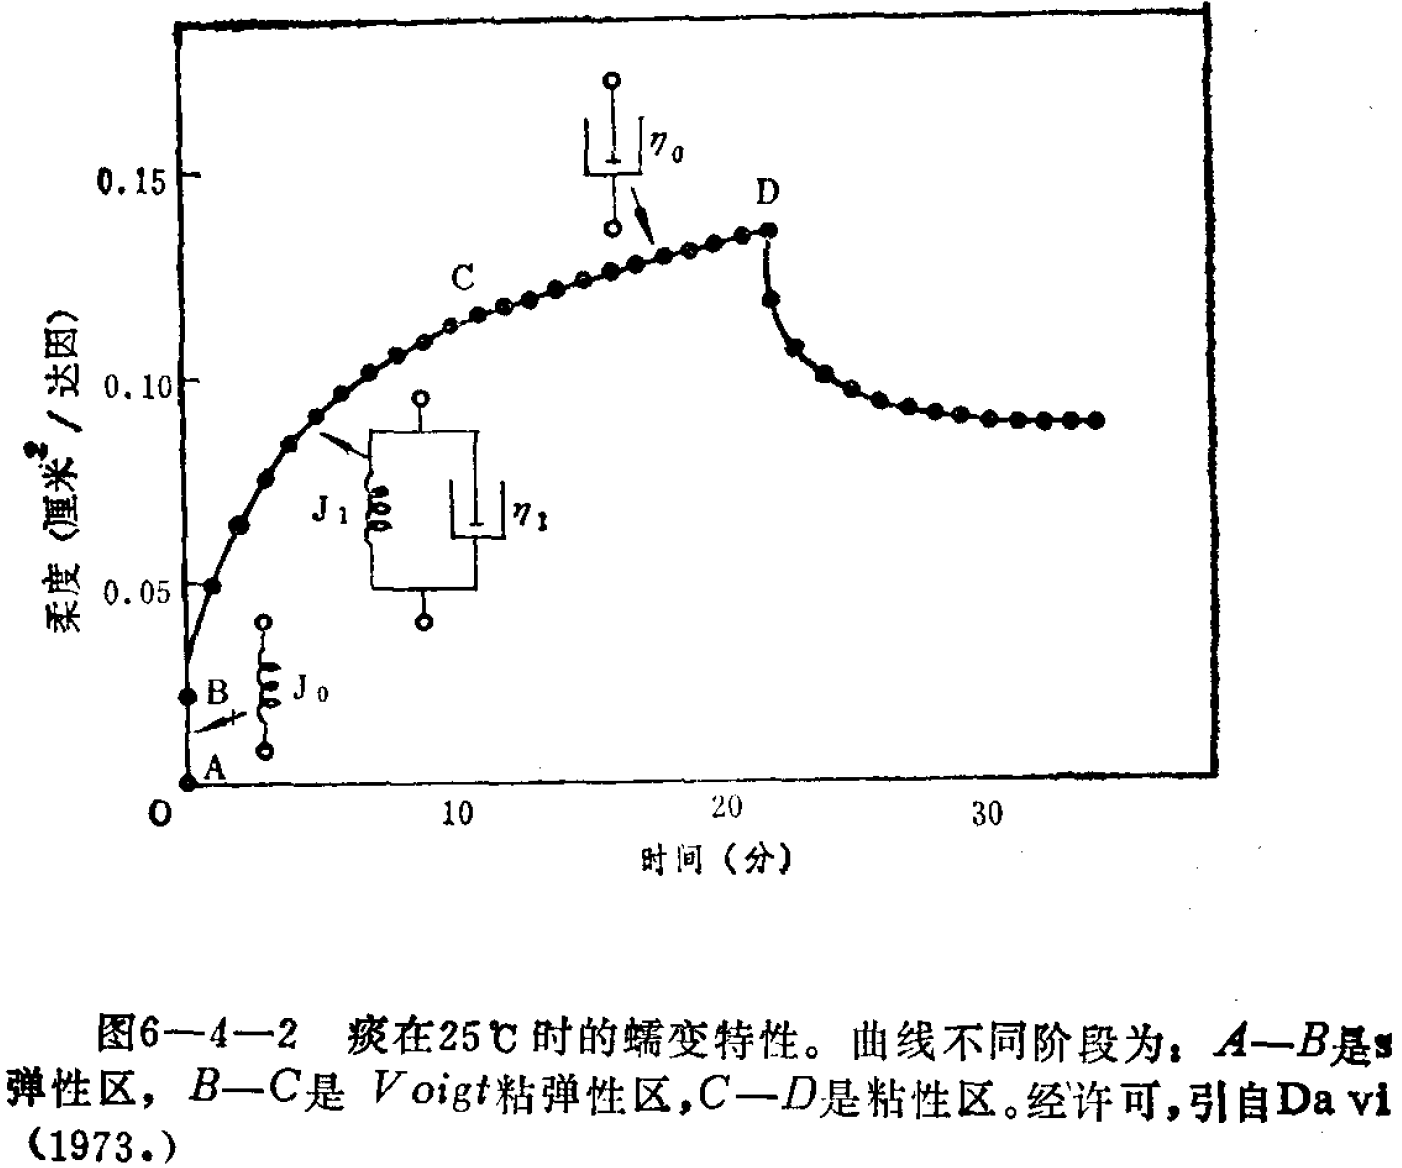 η₀
D
0.15
C
0.10
J₁
η₁
0.05
B
J₀
A
O
10
20
30
柔度(厘米²/达因)
时间(分)
图6—4—2 痰在25℃时的蠕变特性。曲线不同阶段为：A—B是s
弹性区，B—C是 Voigt粘弹性区，C—D是粘性区。经许可，引自Da vi
(1973.)